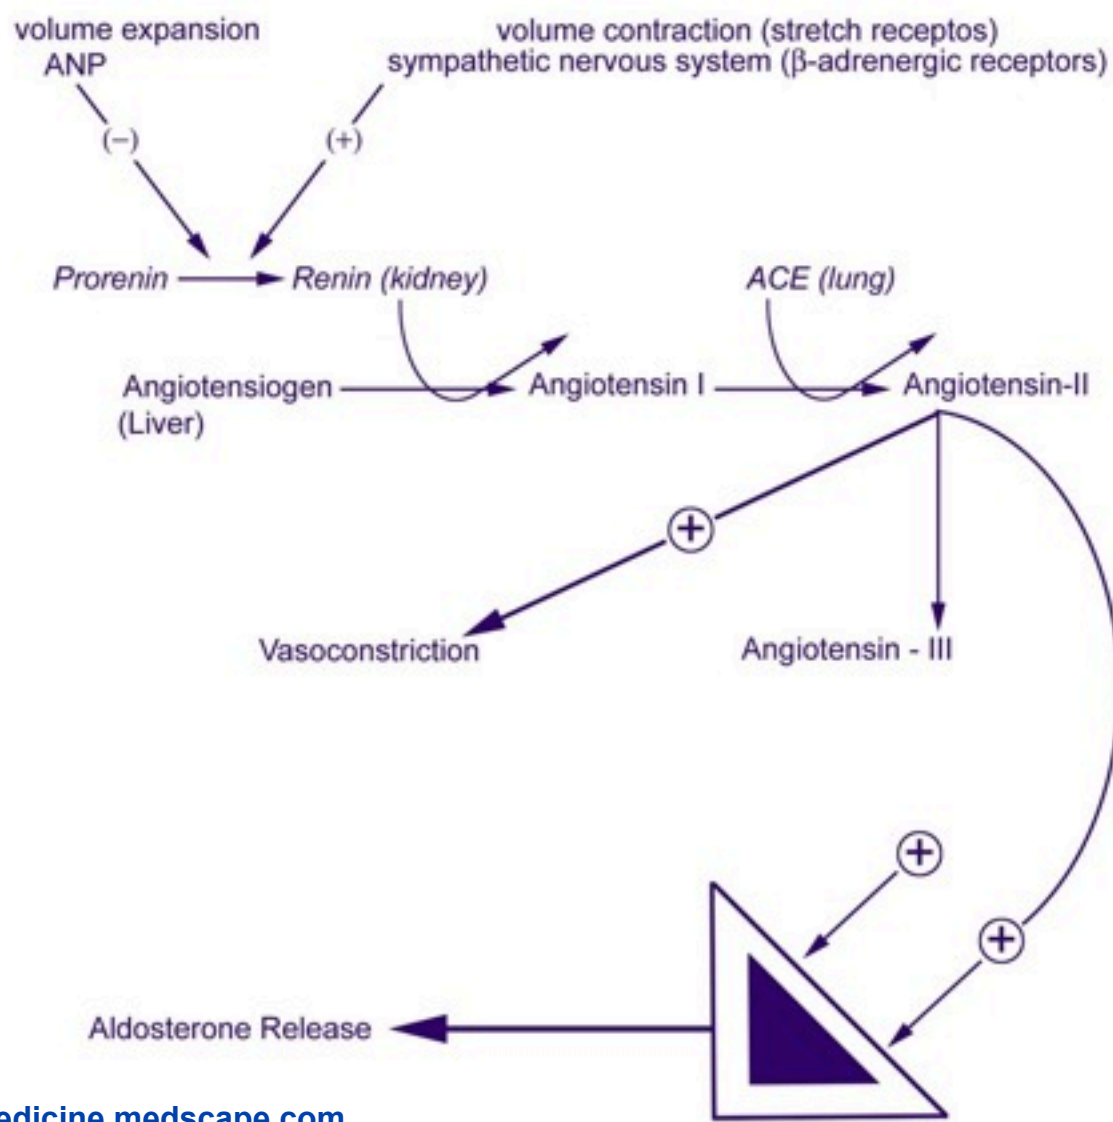 volume expansion
ANP
volume contraction (stretch receptos)
sympathetic nervous system (β-adrenergic receptors)
(–)
(+)
Prorenin
Renin (kidney)
ACE (lung)
Angiotensiogen
(Liver)
Angiotensin I
Angiotensin-II
+
Vasoconstriction
Angiotensin - III
+
+
Aldosterone Release
edicine.medscape.com